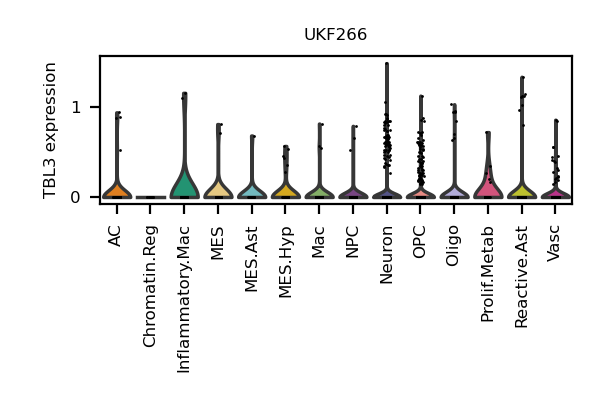 UKF266
TBL3 expression
1
0
AC
Chromatin.Reg
Inflammatory.Mac
MES
MES.Ast
MES.Hyp
Mac
NPC
Neuron
OPC
Oligo
Prolif.Metab
Reactive.Ast
Vasc